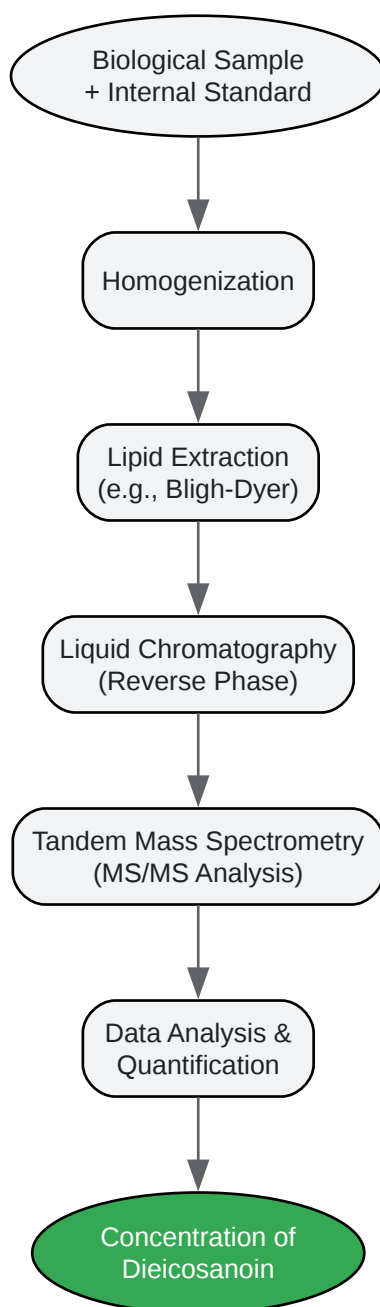 Biological Sample
+ Internal Standard
Homogenization
Lipid Extraction
(e.g., Bligh-Dyer)
Liquid Chromatography
(Reverse Phase)
Tandem Mass Spectrometry
(MS/MS Analysis)
Data Analysis &
Quantification
Concentration of
Dieicosanoin